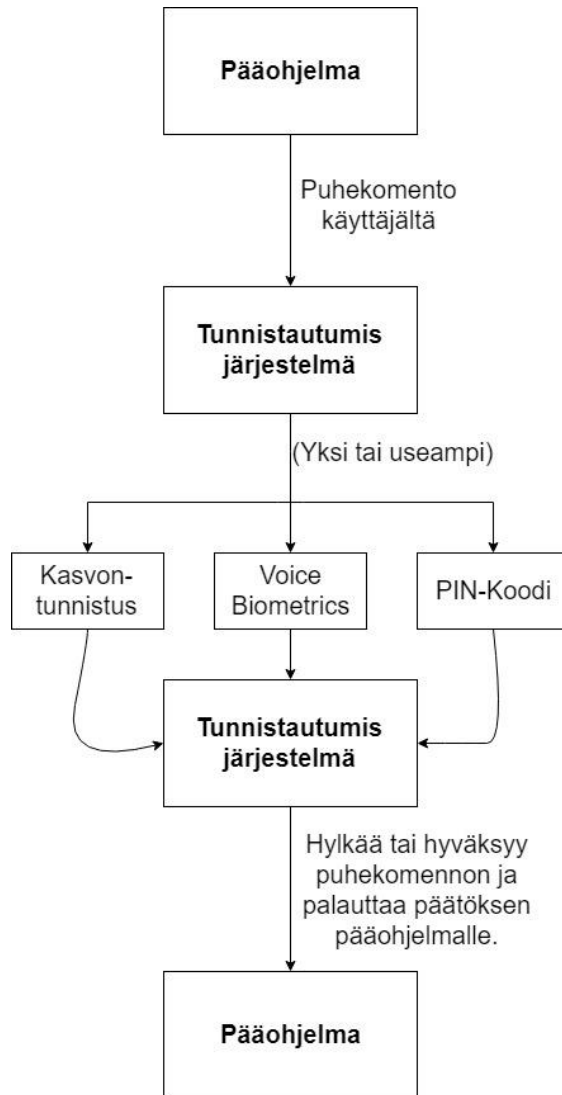 Pääohjelma
Puhekomento
käyttäjältä
Tunnistautumis
järjestelmä
(Yksi tai useampi)
Kasvon-
tunnistus
Voice
Biometrics
PIN-Koodi
Tunnistautumis
järjestelmä
Hylkää tai hyväksyy
puhekomennon ja
palauttaa päätöksen
pääohjelmalle.
Pääohjelma